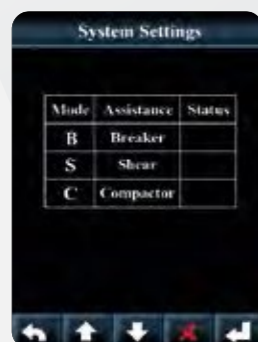 System Settings
Mode Assistance Status
B Breaker
S Shear
C Compactor